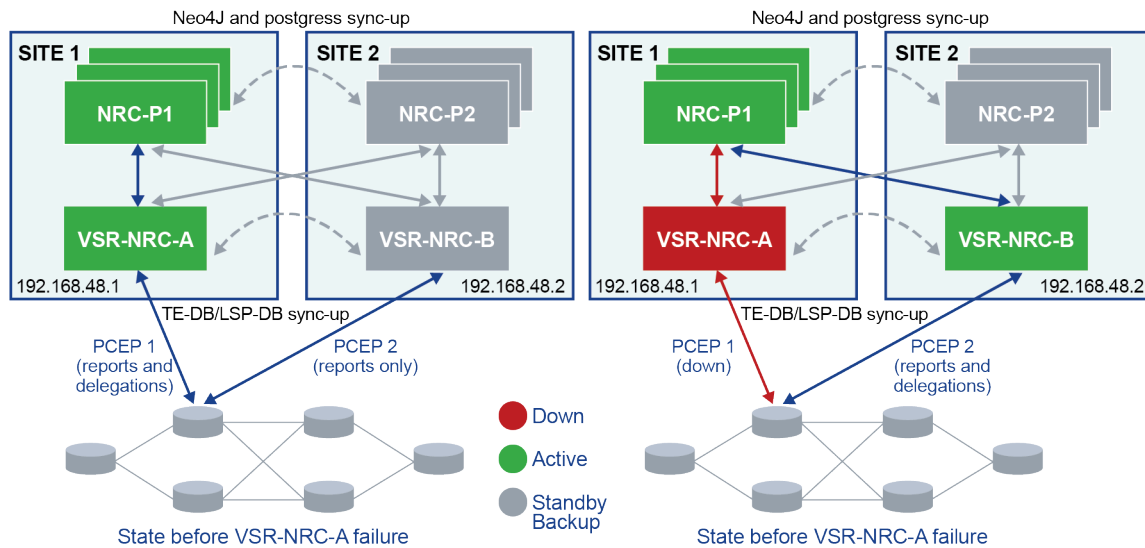 Neo4J and postgress sync-up
SITE 1
SITE 2
NRC-P1
NRC-P2
VSR-NRC-A
VSR-NRC-B
192.168.48.1
192.168.48.2
TE-DB/LSP-DB sync-up
PCEP 1
(reports and
delegations)
PCEP 2
(reports only)
State before VSR-NRC-A failure
Down
Active
Standby
Backup
Neo4J and postgress sync-up
SITE 1
SITE 2
NRC-P1
NRC-P2
VSR-NRC-A
VSR-NRC-B
192.168.48.1
192.168.48.2
TE-DB/LSP-DB sync-up
PCEP 1
(down)
PCEP 2
(reports and
delegations)
State before VSR-NRC-A failure